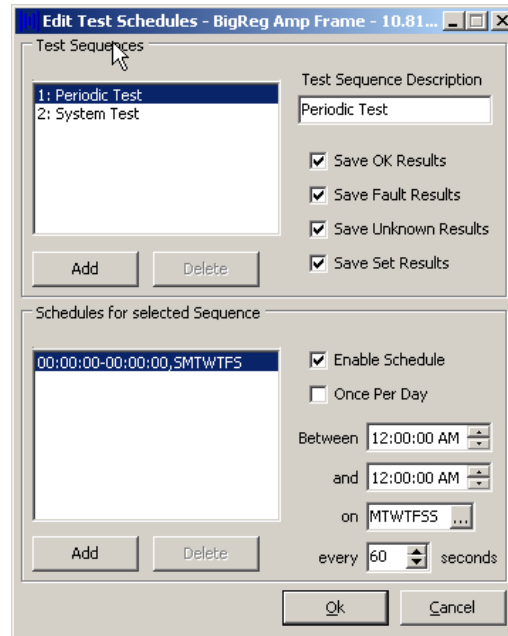 Edit Test Schedules - BigReg Amp Frame - 10.81...
Test Sequences
1: Periodic Test
2: System Test
Add
Delete
Test Sequence Description
Periodic Test
Save OK Results
Save Fault Results
Save Unknown Results
Save Set Results
Schedules for selected Sequence
00:00:00-00:00:00,SMTWTFS
Add
Delete
Enable Schedule
Once Per Day
Between 12:00:00 AM
and 12:00:00 AM
on MTWTFSS ...
every 60 seconds
Ok
Cancel